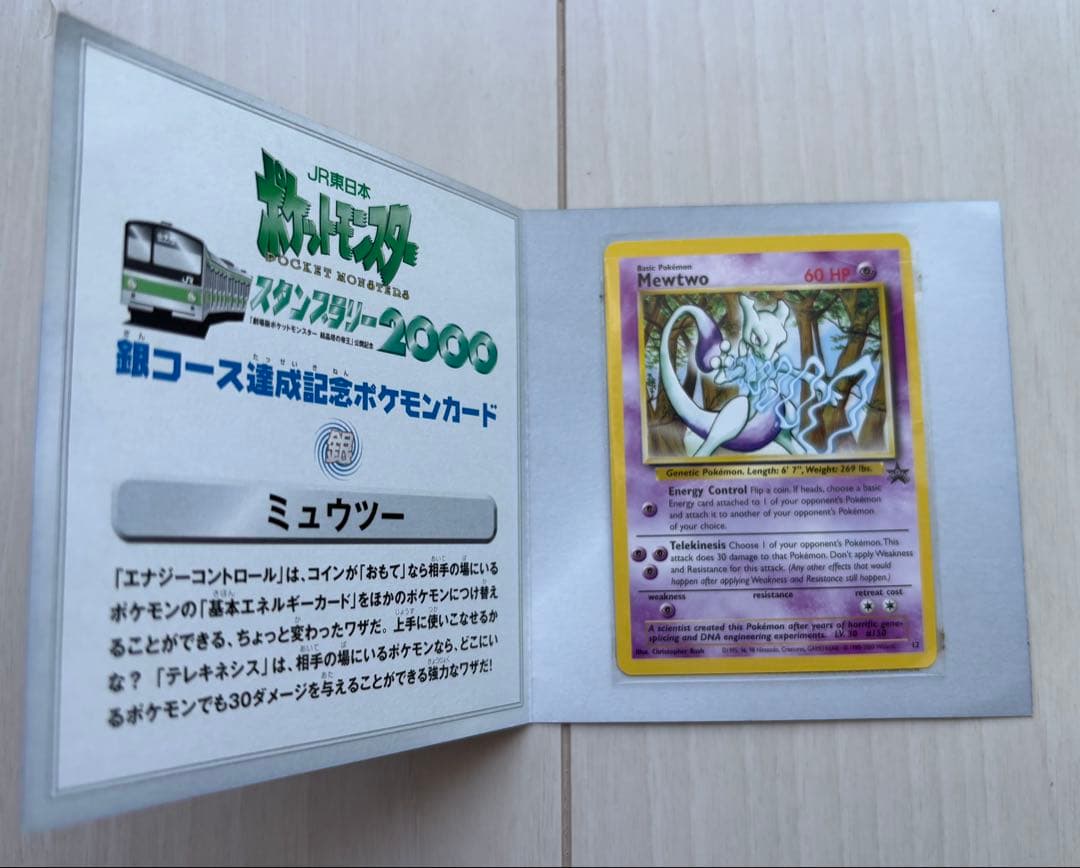 JR東日本
ポケットモンスター
POCKET MONSTERS
スタンプラリー2000
「劇場版ポケットモンスター 結晶塔の帝王」公開記念
銀コース達成記念ポケモンカード
銀
ミュウツー
「エナジーコントロール」は、コインが「おもて」なら相手の場にいる
ポケモンの「基本エネルギーカード」をほかのポケモンにつけ替え
ることができる、ちょっと変わったワザだ。上手に使いこなせるか
な？「テレキネシス」は、相手の場にいるポケモンなら、どこにい
るポケモンでも30ダメージを与えることができる強力なワザだ!
Basic Pokémon
Mewtwo 60 HP
Genetic Pokémon. Length: 6' 7", Weight: 269 lbs.
Energy Control Flip a coin. If heads, choose a basic
Energy card attached to 1 of your opponent's Pokémon
and attach it to another of your opponent's Pokémon
of your choice.
Telekinesis Choose 1 of your opponent's Pokémon. This
attack does 30 damage to that Pokémon. Don't apply Weakness
and Resistance for this attack. (Any other effects that would
happen after applying Weakness and Resistance still happen.)
weakness resistance retreat cost
A scientist created this Pokémon after years of horrific gene-
splicing and DNA engineering experiments. LV. 30 #150
Illus. Christopher Rush ©1995, 96, 98 Nintendo, Creatures, GAMEFREAK. 12